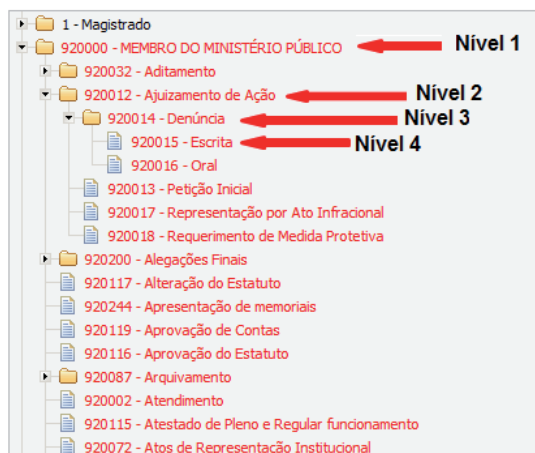 1 - Magistrado
920000 - MEMBRO DO MINISTÉRIO PÚBLICO Nível 1
920032 - Aditamento
920012 - Ajuizamento de Ação Nível 2
920014 - Denúncia Nível 3
920015 - Escrita Nível 4
920016 - Oral
920013 - Petição Inicial
920017 - Representação por Ato Infracional
920018 - Requerimento de Medida Protetiva
920200 - Alegações Finais
920117 - Alteração do Estatuto
920244 - Apresentação de memoriais
920119 - Aprovação de Contas
920116 - Aprovação do Estatuto
920087 - Arquivamento
920002 - Atendimento
920115 - Atestado de Pleno e Regular funcionamento
920072 - Atos de Representação Institucional